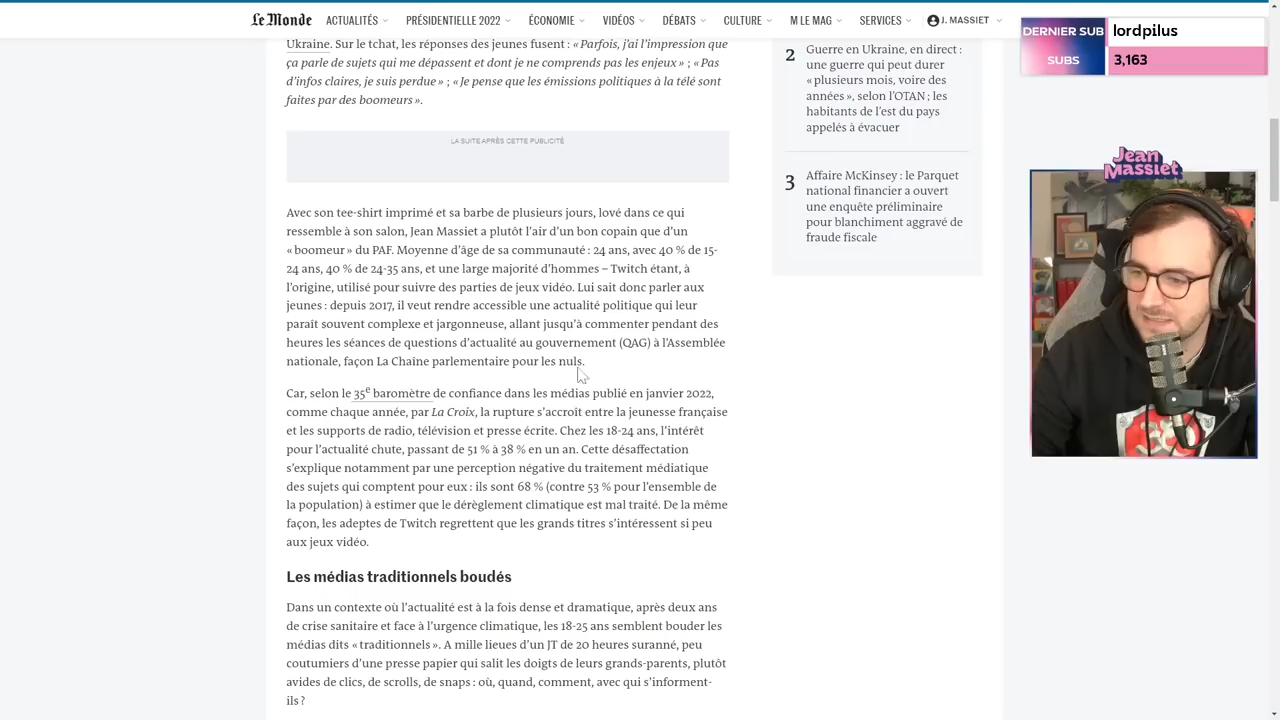 Le Monde
ACTUALITÉS
PRÉSIDENTIELLE 2022
ÉCONOMIE
VIDÉOS
DÉBATS
CULTURE
M LE MAG
SERVICES
J. MASSIET
DERNIER SUB
lordpilus
SUBS
3,163
Ukraine. Sur le tchat, les réponses des jeunes fusent : « Parfois, j'ai l'impression que
ça parle de sujets qui me dépassent et dont je ne comprends pas les enjeux » ; « Pas
d'infos claires, je suis perdue » ; « Je pense que les émissions politiques à la télé sont
faites par des boomeurs ».
LA SUITE APRÈS CETTE PUBLICITÉ
Avec son tee-shirt imprimé et sa barbe de plusieurs jours, lové dans ce qui
ressemble à son salon, Jean Massiet a plutôt l'air d'un bon copain que d'un
« boomeur » du PAF. Moyenne d'âge de sa communauté : 24 ans, avec 40 % de 15-
24 ans, 40 % de 24-35 ans, et une large majorité d'hommes – Twitch étant, à
l'origine, utilisé pour suivre des parties de jeux vidéo. Lui sait donc parler aux
jeunes : depuis 2017, il veut rendre accessible une actualité politique qui leur
paraît souvent complexe et jargonneuse, allant jusqu'à commenter pendant des
heures les séances de questions d'actualité au gouvernement (QAG) à l'Assemblée
nationale, façon La Chaîne parlementaire pour les nuls.
Car, selon le 35e baromètre de confiance dans les médias publié en janvier 2022,
comme chaque année, par La Croix, la rupture s'accroît entre la jeunesse française
et les supports de radio, télévision et presse écrite. Chez les 18-24 ans, l'intérêt
pour l'actualité chute, passant de 51 % à 38 % en un an. Cette désaffection
s'explique notamment par une perception négative du traitement médiatique
des sujets qui comptent pour eux : ils sont 68 % (contre 53 % pour l'ensemble de
la population) à estimer que le dérèglement climatique est mal traité. De la même
façon, les adeptes de Twitch regrettent que les grands titres s'intéressent si peu
aux jeux vidéo.
Les médias traditionnels boudés
Dans un contexte où l'actualité est à la fois dense et dramatique, après deux ans
de crise sanitaire et face à l'urgence climatique, les 18-25 ans semblent bouder les
médias dits « traditionnels ». A mille lieues d'un JT de 20 heures suranné, peu
coutumiers d'une presse papier qui salit les doigts de leurs grands-parents, plutôt
avides de clics, de scrolls, de snaps : où, quand, comment, avec qui s'informent-
ils ?
2
Guerre en Ukraine, en direct :
une guerre qui peut durer
« plusieurs mois, voire des
années », selon l'OTAN ; les
habitants de l'est du pays
appelés à évacuer
3
Affaire McKinsey : le Parquet
national financier a ouvert
une enquête préliminaire
pour blanchiment aggravé de
fraude fiscale
Jean
Massiet